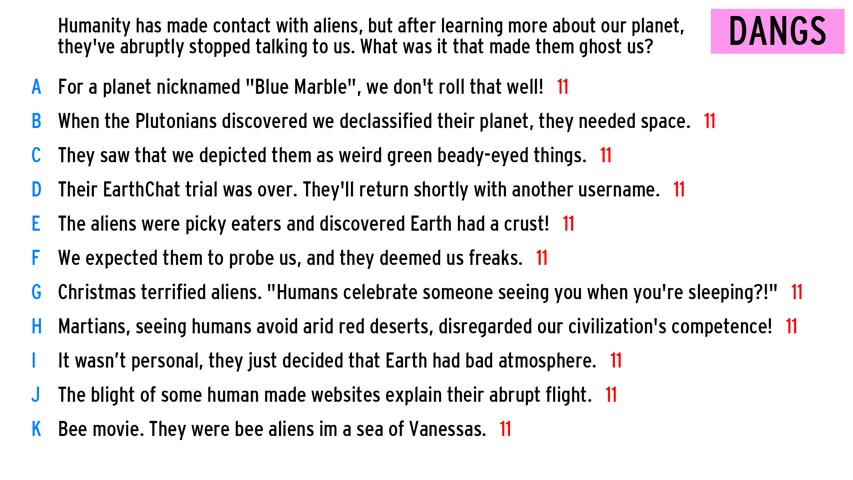 Humanity has made contact with aliens, but after learning more about our planet,
they've abruptly stopped talking to us. What was it that made them ghost us?
DANGS
A For a planet nicknamed "Blue Marble", we don't roll that well! 11
B When the Plutonians discovered we declassified their planet, they needed space. 11
C They saw that we depicted them as weird green beady-eyed things. 11
D Their EarthChat trial was over. They'll return shortly with another username. 11
E The aliens were picky eaters and discovered Earth had a crust! 11
F We expected them to probe us, and they deemed us freaks. 11
G Christmas terrified aliens. "Humans celebrate someone seeing you when you're sleeping?!" 11
H Martians, seeing humans avoid arid red deserts, disregarded our civilization's competence! 11
I It wasn’t personal, they just decided that Earth had bad atmosphere. 11
J The blight of some human made websites explain their abrupt flight. 11
K Bee movie. They were bee aliens im a sea of Vanessas. 11